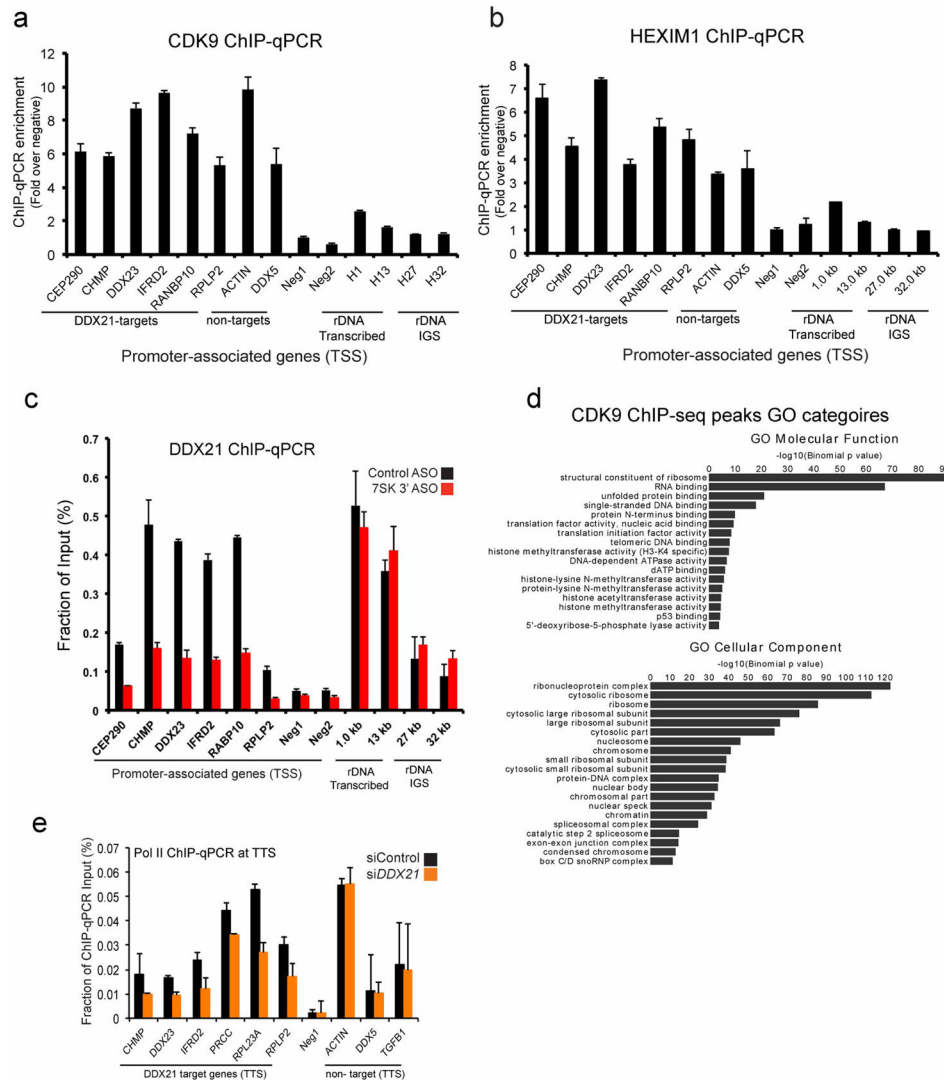 a
CDK9 ChIP-qPCR
ChIP-qPCR enrichment
(Fold over negative)
12
10
8
6
4
2
0
CEP290
CHMP
DDX23
IFRD2
RANBP10
RPLP2
ACTIN
DDX5
Neg1
Neg2
H1
H13
H27
H32
DDX21-targets
non-targets
rDNA
Transcribed
rDNA
IGS
Promoter-associated genes (TSS)
b
HEXIM1 ChIP-qPCR
ChIP-qPCR enrichment
(Fold over negative)
8
7
6
5
4
3
2
1
0
CEP290
CHMP
DDX23
IFRD2
RANBP10
RPLP2
ACTIN
DDX5
Neg1
Neg2
1.0 kb
13.0 kb
27.0 kb
32.0 kb
DDX21-targets
non-targets
rDNA
Transcribed
rDNA
IGS
Promoter-associated genes (TSS)
c
DDX21 ChIP-qPCR
Control ASO
7SK 3' ASO
Fraction of Input (%)
0.7
0.6
0.5
0.4
0.3
0.2
0.1
0
CEP290
CHMP
DDX23
IFRD2
RABP10
RPLP2
Neg1
Neg2
1.0 kb
13 kb
27 kb
32 kb
Promoter-associated genes (TSS)
rDNA
Transcribed
rDNA
IGS
d
CDK9 ChIP-seq peaks GO categoires
GO Molecular Function
-log10(Binomial p value)
0 10 20 30 40 50 60 70 80 90
structural constituent of ribosome
RNA binding
unfolded protein binding
single-stranded DNA binding
protein N-terminus binding
translation factor activity, nucleic acid binding
translation initiation factor activity
telomeric DNA binding
histone methyltransferase activity (H3-K4 specific)
DNA-dependent ATPase activity
dATP binding
histone-lysine N-methyltransferase activity
protein-lysine N-methyltransferase activity
histone acetyltransferase activity
histone methyltransferase activity
p53 binding
5'-deoxyribose-5-phosphate lyase activity
GO Cellular Component
-log10(Binomial p value)
0 10 20 30 40 50 60 70 80 90 100 110 120
ribonucleoprotein complex
cytosolic ribosome
ribosome
cytosolic large ribosomal subunit
large ribosomal subunit
cytosolic part
nucleosome
chromosome
small ribosomal subunit
cytosolic small ribosomal subunit
protein-DNA complex
nuclear body
chromosomal part
nuclear speck
chromatin
spliceosomal complex
catalytic step 2 spliceosome
exon-exon junction complex
condensed chromosome
box C/D snoRNP complex
e
Pol II ChIP-qPCR at TTS
siControl
siDDX21
Fraction of ChIP-qPCR Input (%)
0.07
0.06
0.05
0.04
0.03
0.02
0.01
0
CHMP
DDX23
IFRD2
PRCC
RPL23A
RPLP2
Neg1
ACTIN
DDX5
TGFB1
DDX21 target genes (TTS)
non- target (TTS)